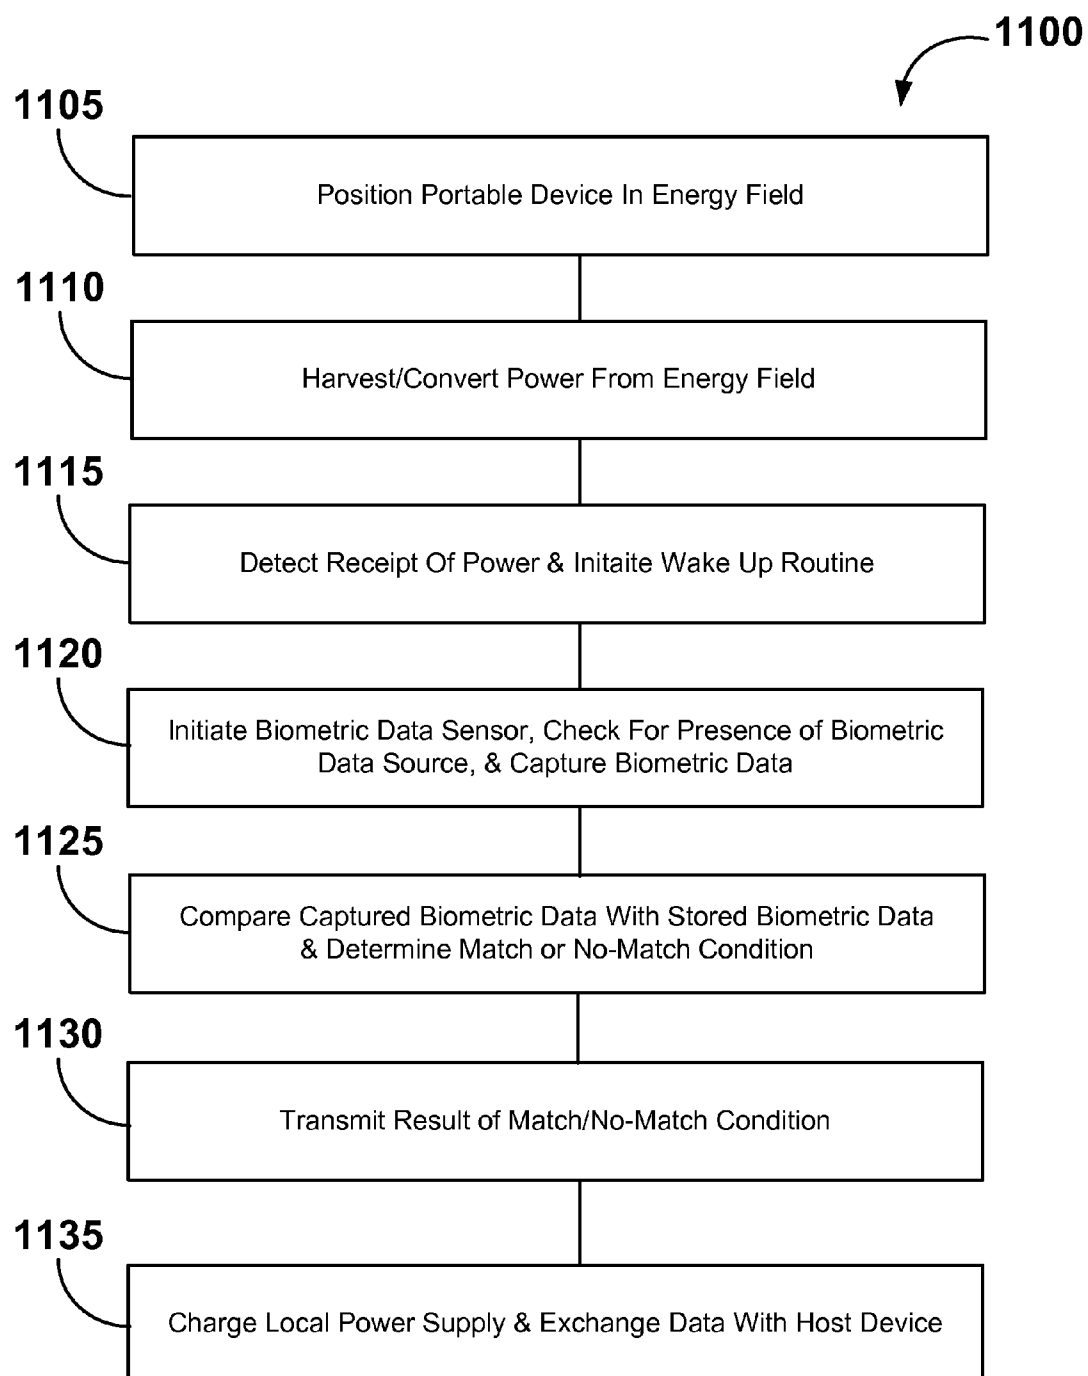 1100
1105
Position Portable Device In Energy Field
1110
Harvest/Convert Power From Energy Field
1115
Detect Receipt Of Power & Initaite Wake Up Routine
1120
Initiate Biometric Data Sensor, Check For Presence of Biometric
Data Source, & Capture Biometric Data
1125
Compare Captured Biometric Data With Stored Biometric Data
& Determine Match or No-Match Condition
1130
Transmit Result of Match/No-Match Condition
1135
Charge Local Power Supply & Exchange Data With Host Device